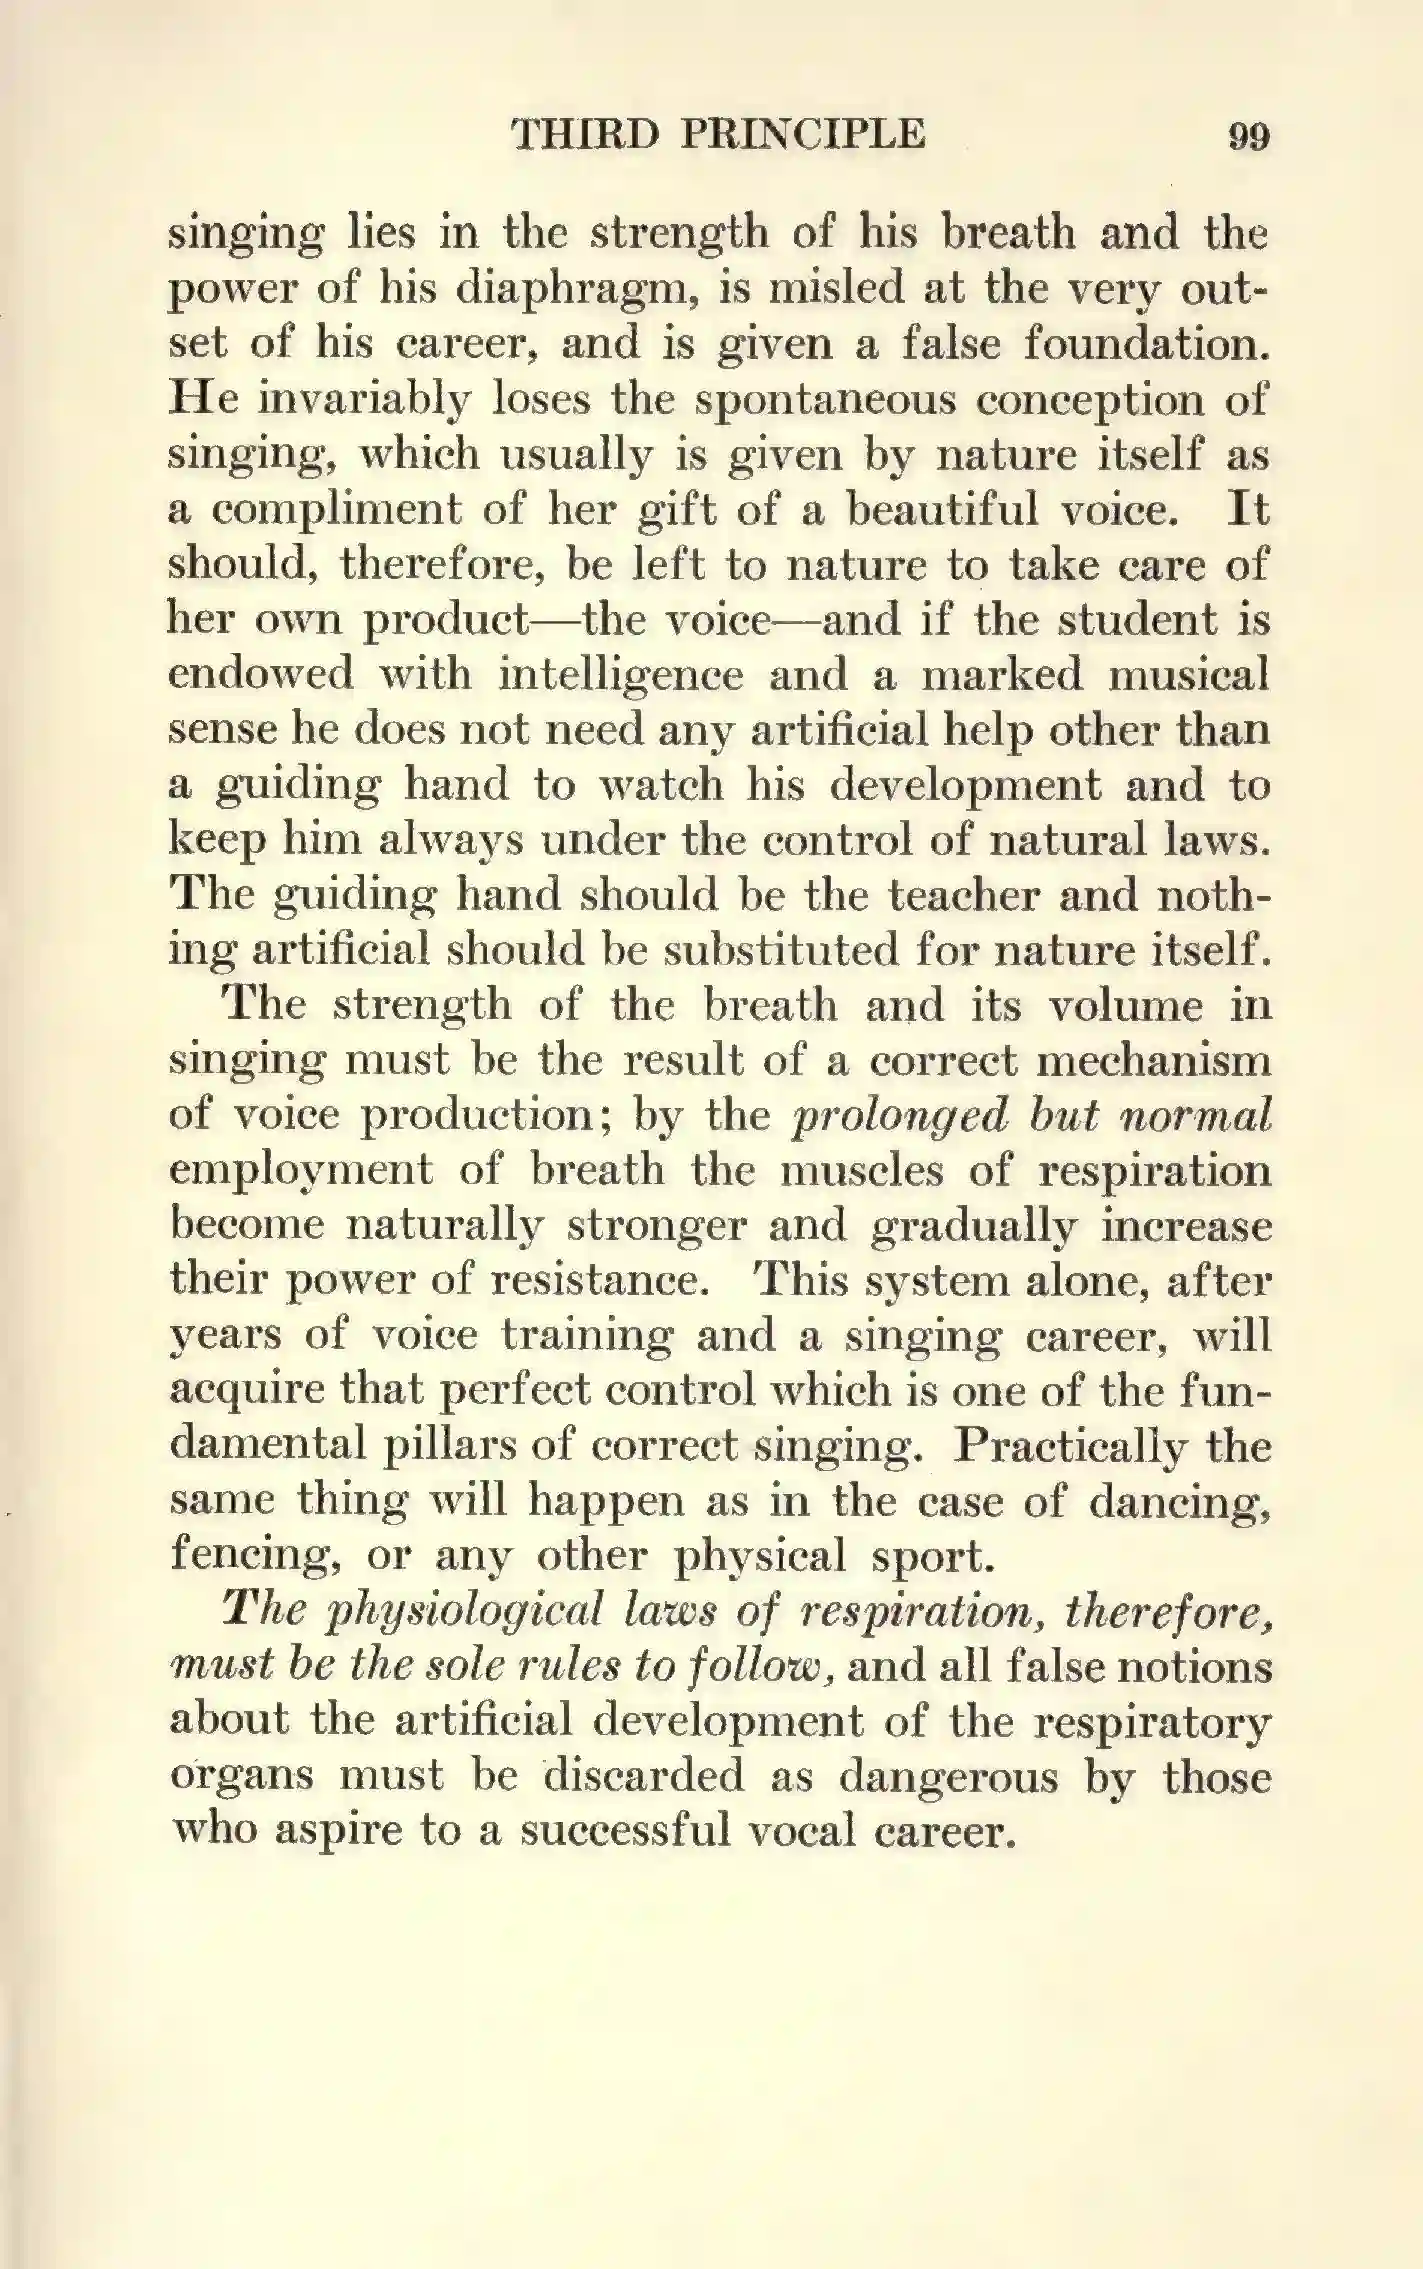 THIRD PRINCIPLE 99
singing lies in the strength of his breath and the
power of his diaphragm, is misled at the very out-
set of his career, and is given a false foundation.
He invariably loses the spontaneous conception of
singing, which usually is given by nature itself as
a compliment of her gift of a beautiful voice. It
should, therefore, be left to nature to take care of
her own product—the voice—and if the student is
endowed with intelligence and a marked musical
sense he does not need any artificial help other than
a guiding hand to watch his development and to
keep him always under the control of natural laws.
The guiding hand should be the teacher and noth-
ing artificial should be substituted for nature itself.
The strength of the breath and its volume in
singing must be the result of a correct mechanism
of voice production; by the prolonged but normal
employment of breath the muscles of respiration
become naturally stronger and gradually increase
their power of resistance. This system alone, after
years of voice training and a singing career, will
acquire that perfect control which is one of the fun-
damental pillars of correct singing. Practically the
same thing will happen as in the case of dancing,
fencing, or any other physical sport.
The physiological laws of respiration, therefore,
must be the sole rules to follow, and all false notions
about the artificial development of the respiratory
organs must be discarded as dangerous by those
who aspire to a successful vocal career.